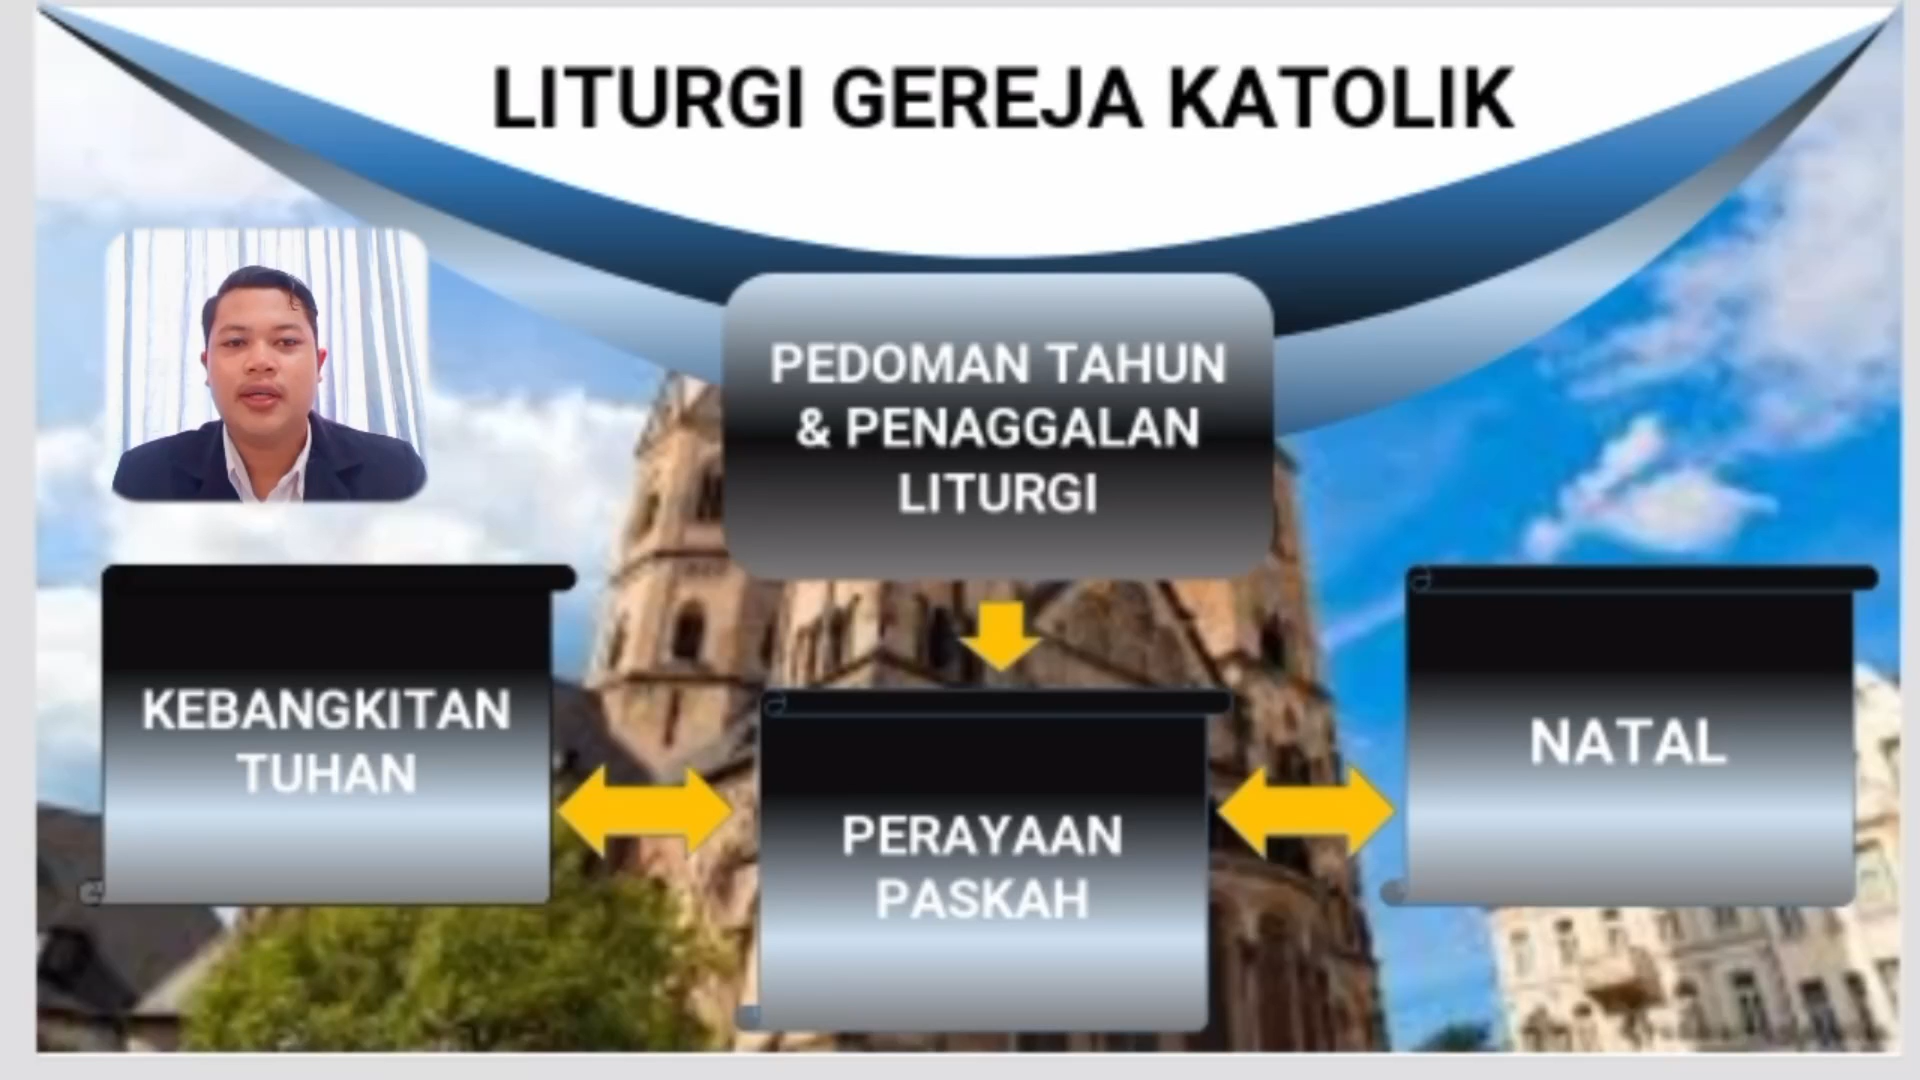 LITURGI GEREJA KATOLIK
PEDOMAN TAHUN
& PENAGGALAN
LITURGI
KEBANGKITAN
TUHAN
PERAYAAN
PASKAH
NATAL